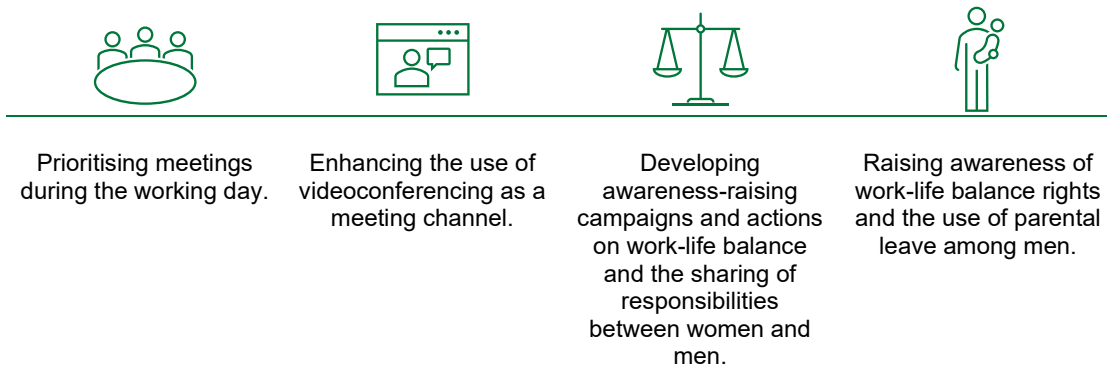 Prioritising meetings
during the working day.
Enhancing the use of
videoconferencing as a
meeting channel.
Developing
awareness-raising
campaigns and actions
on work-life balance
and the sharing of
responsibilities
between women and
men.
Raising awareness of
work-life balance rights
and the use of parental
leave among men.